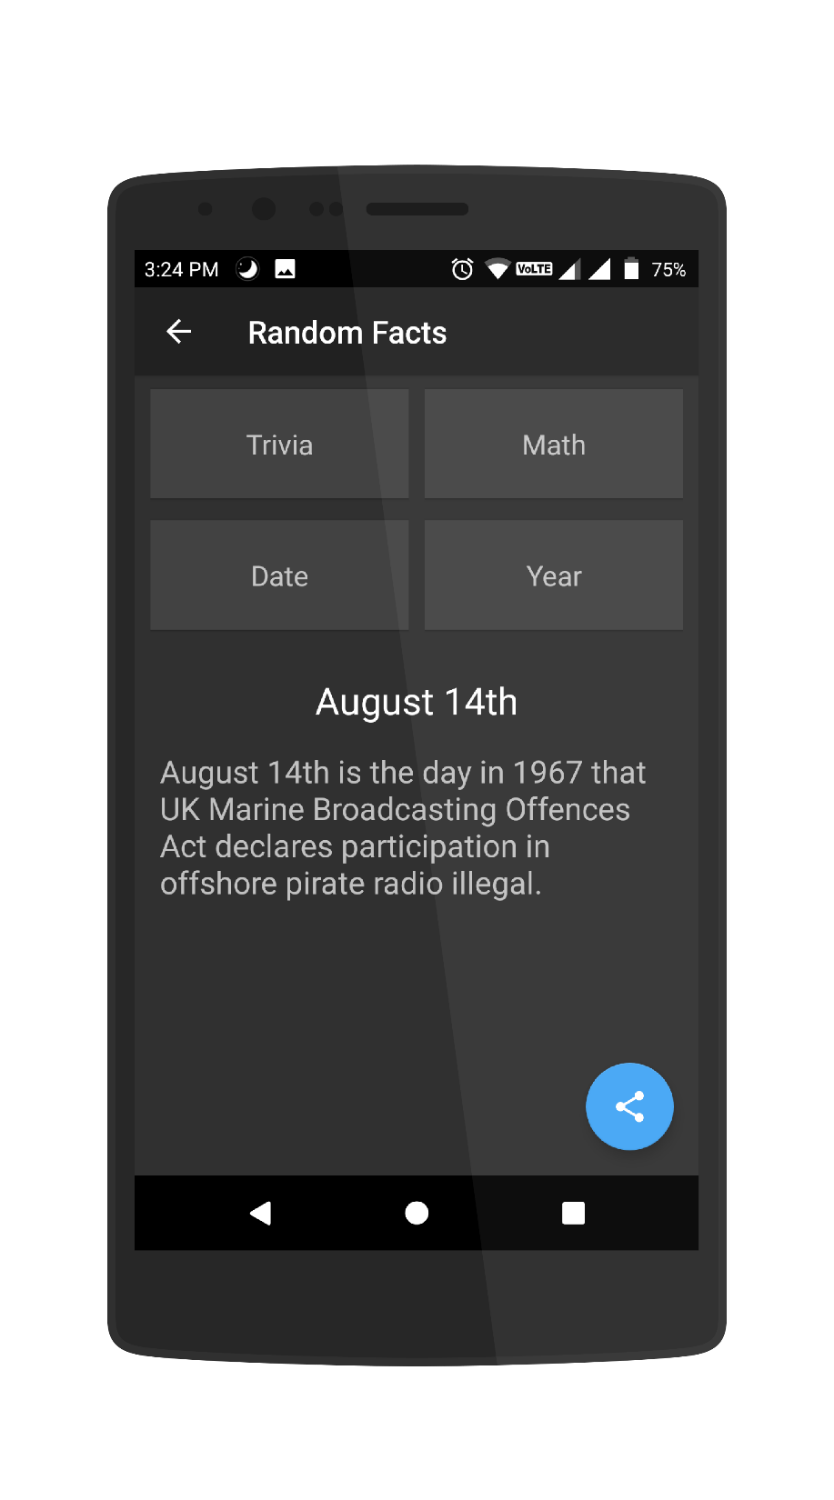 3:24 PM VoLTE 75%
Random Facts
Trivia Math
Date Year
August 14th
August 14th is the day in 1967 that
UK Marine Broadcasting Offences
Act declares participation in
offshore pirate radio illegal.